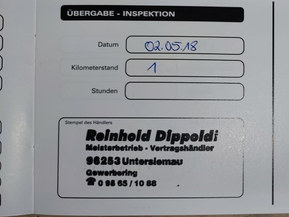 ÜBERGABE - INSPEKTION
Datum 02.05.18
Kilometerstand 1
Stunden
Stempel des Händlers
Reinhold Dippold
Meisterbetrieb - Vertragshändler
96253 Untersiemau
Gewerbering
☎ 0 95 65 / 10 88